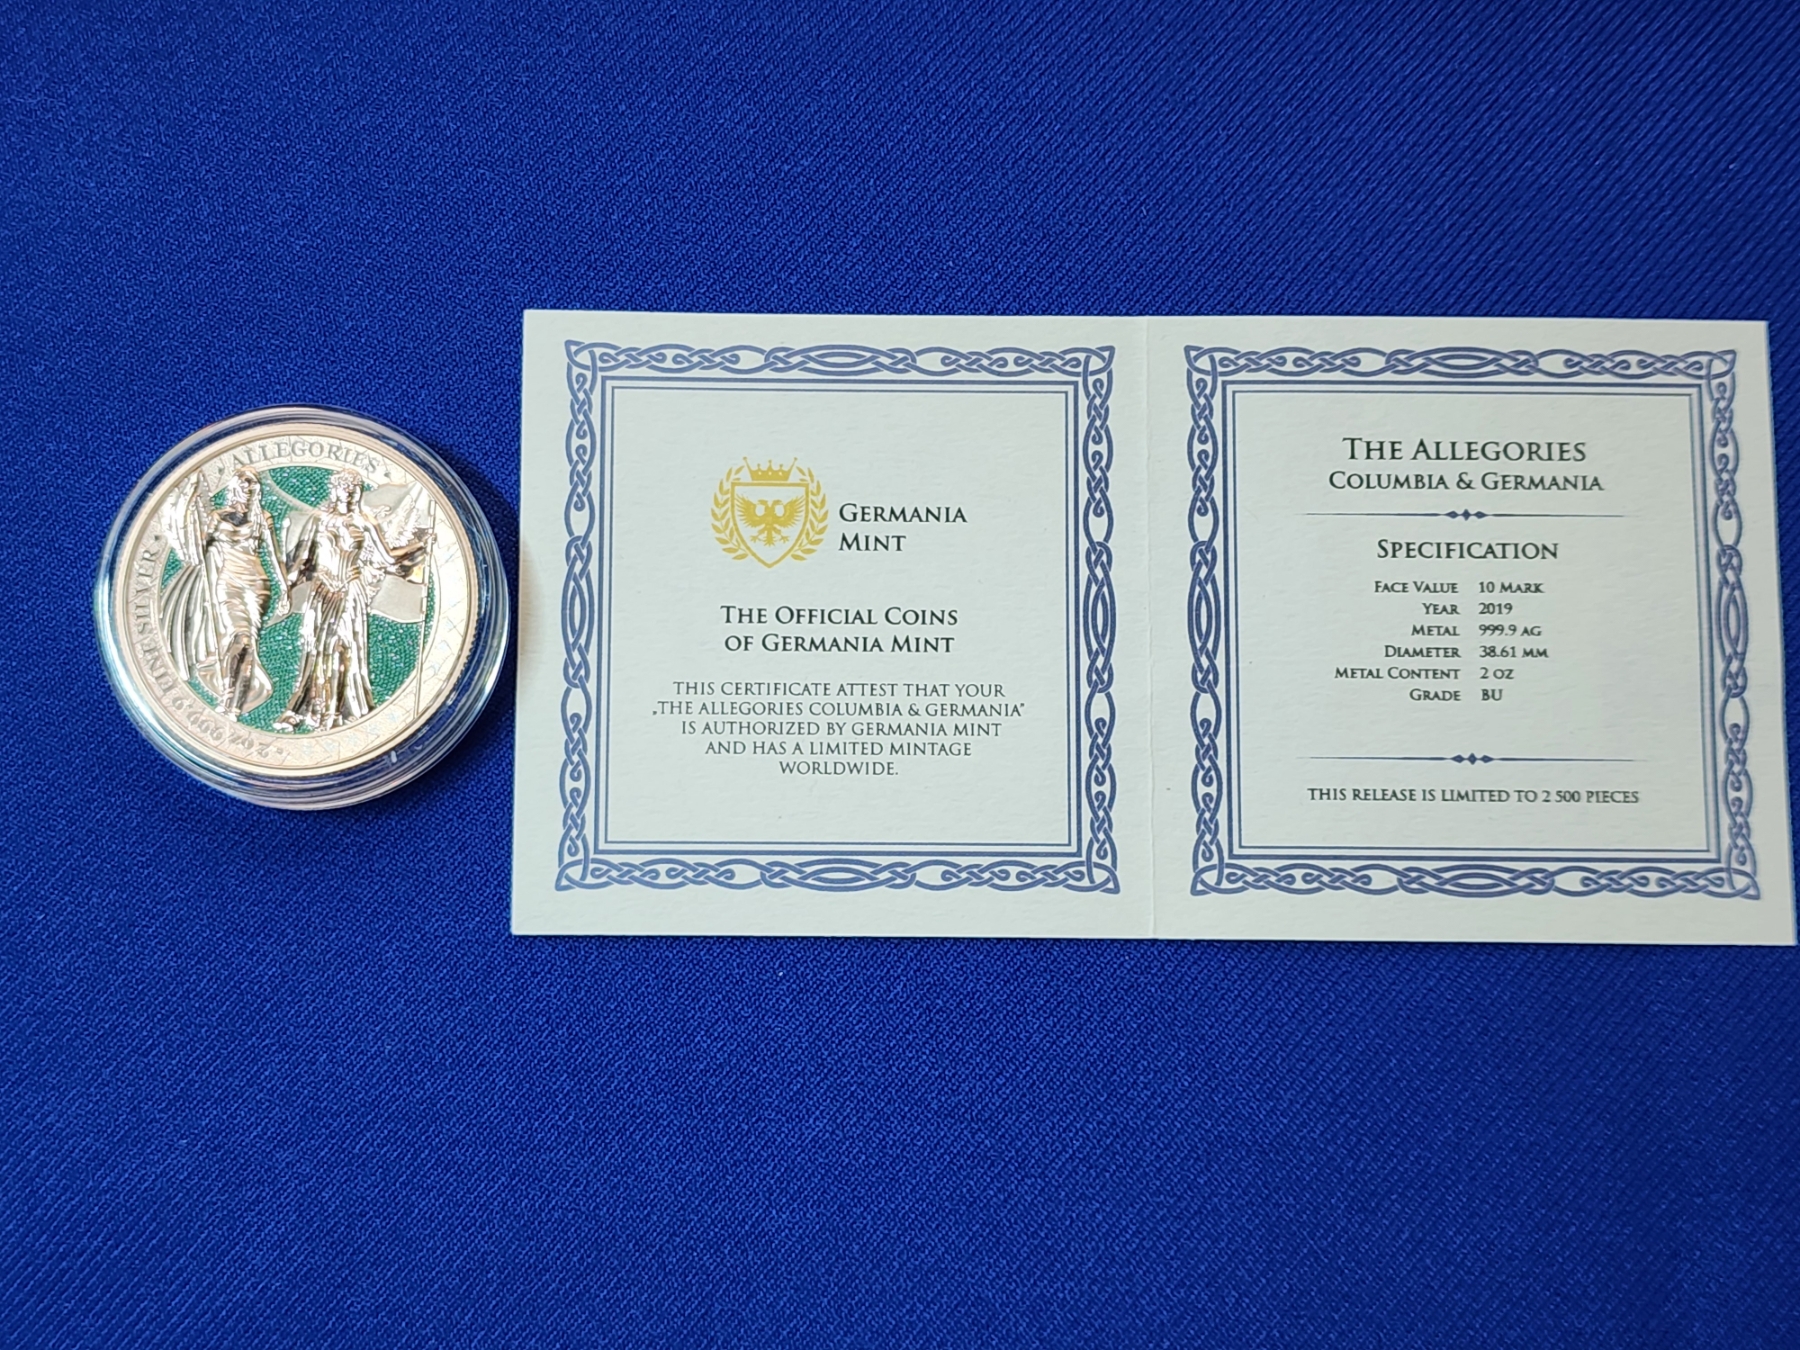 ALLEGORIES
2 oz 999.9 FINE SILVER
GERMANIA
MINT
THE OFFICIAL COINS
OF GERMANIA MINT
THIS CERTIFICATE ATTEST THAT YOUR
„THE ALLEGORIES COLUMBIA & GERMANIA”
IS AUTHORIZED BY GERMANIA MINT
AND HAS A LIMITED MINTAGE
WORLDWIDE.
THE ALLEGORIES
COLUMBIA & GERMANIA
SPECIFICATION
FACE VALUE 10 MARK
YEAR 2019
METAL 999.9 AG
DIAMETER 38.61 MM
METAL CONTENT 2 OZ
GRADE BU
THIS RELEASE IS LIMITED TO 2 500 PIECES